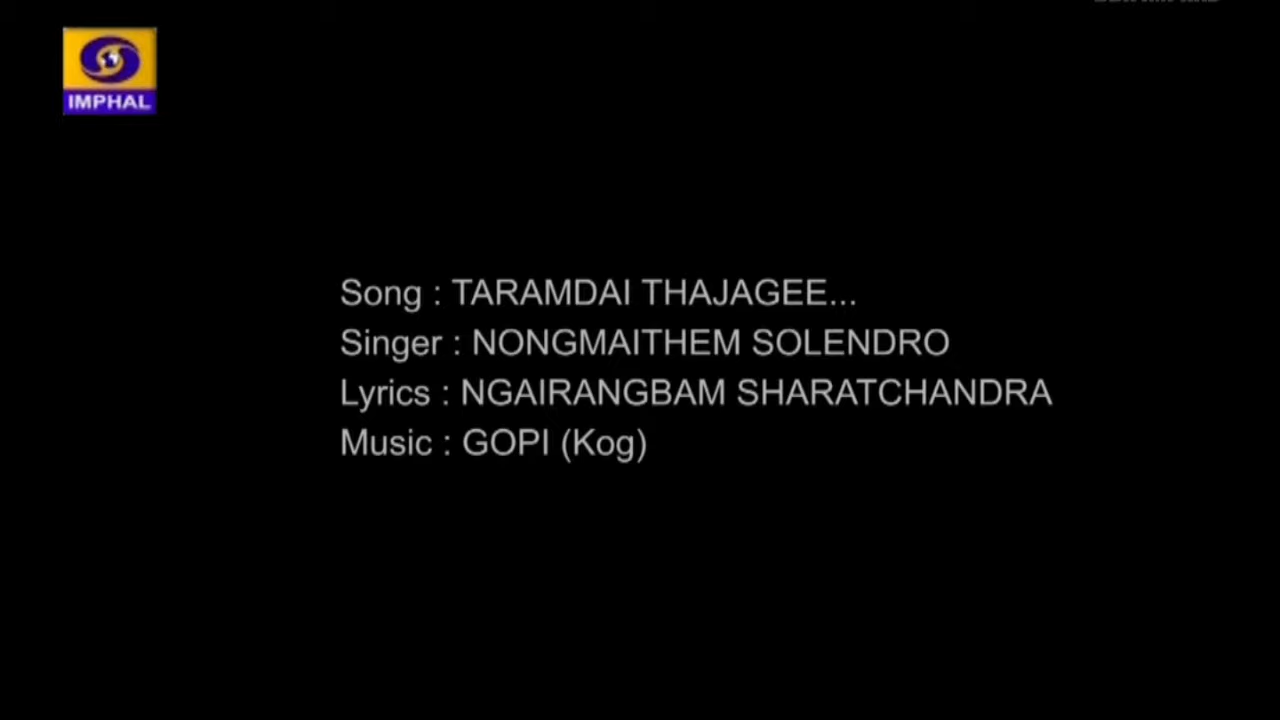 IMPHAL
Song : TARAMDAI THAJAGEE...
Singer : NONGMAITHEM SOLENDRO
Lyrics : NGAIRANGBAM SHARATCHANDRA
Music : GOPI (Kog)